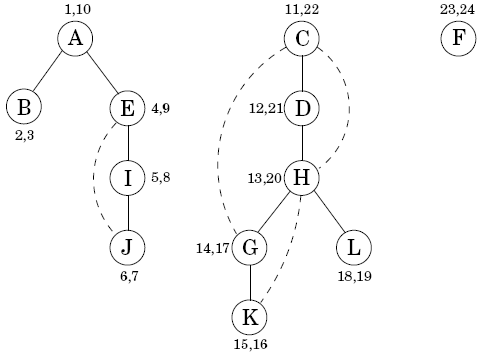 1,10
11,22
23,24
A
C
F
B
E
4,9
12,21
D
2,3
I
5,8
13,20
H
J
14,17
G
L
6,7
18,19
K
15,16